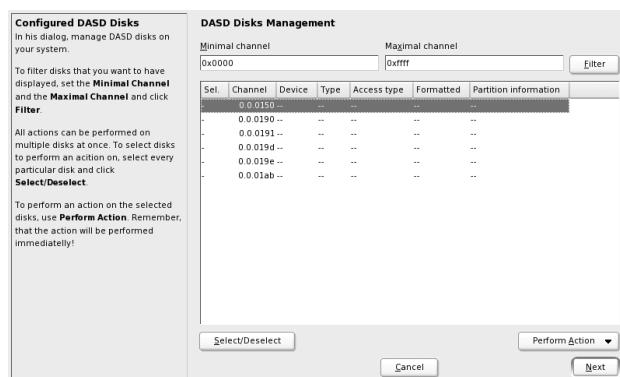 Configured DASD Disks
In his dialog, manage DASD disks on
your system.
To filter disks that you want to have
displayed, set the Minimal Channel
and the Maximal Channel and click
Filter.
All actions can be performed on
multiple disks at once. To select disks
to perform an acition on, select every
particular disk and click
Select/Deselect.
To perform an action on the selected
disks, use Perform Action. Remember,
that the action will be performed
immediatelly!
DASD Disks Management
Minimal channel Maximal channel
0x0000 0xffff Filter
Sel. Channel Device Type Access type Formatted Partition information
- 0.0.0150 -- -- -- -- --
- 0.0.0190 -- -- -- -- --
- 0.0.0191 -- -- -- -- --
- 0.0.019d -- -- -- -- --
- 0.0.019e -- -- -- -- --
- 0.0.01ab -- -- -- -- --
Select/Deselect Perform Action
Cancel Next